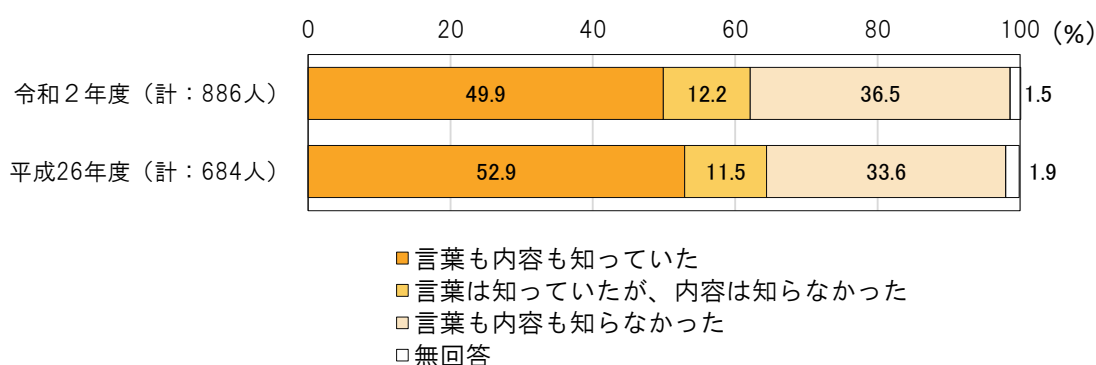 0 20 40 60 80 100 (%)
令和２年度（計：886人） 49.9 12.2 36.5 1.5
平成26年度（計：684人） 52.9 11.5 33.6 1.9
言葉も内容も知っていた
言葉は知っていたが、内容は知らなかった
言葉も内容も知らなかった
無回答